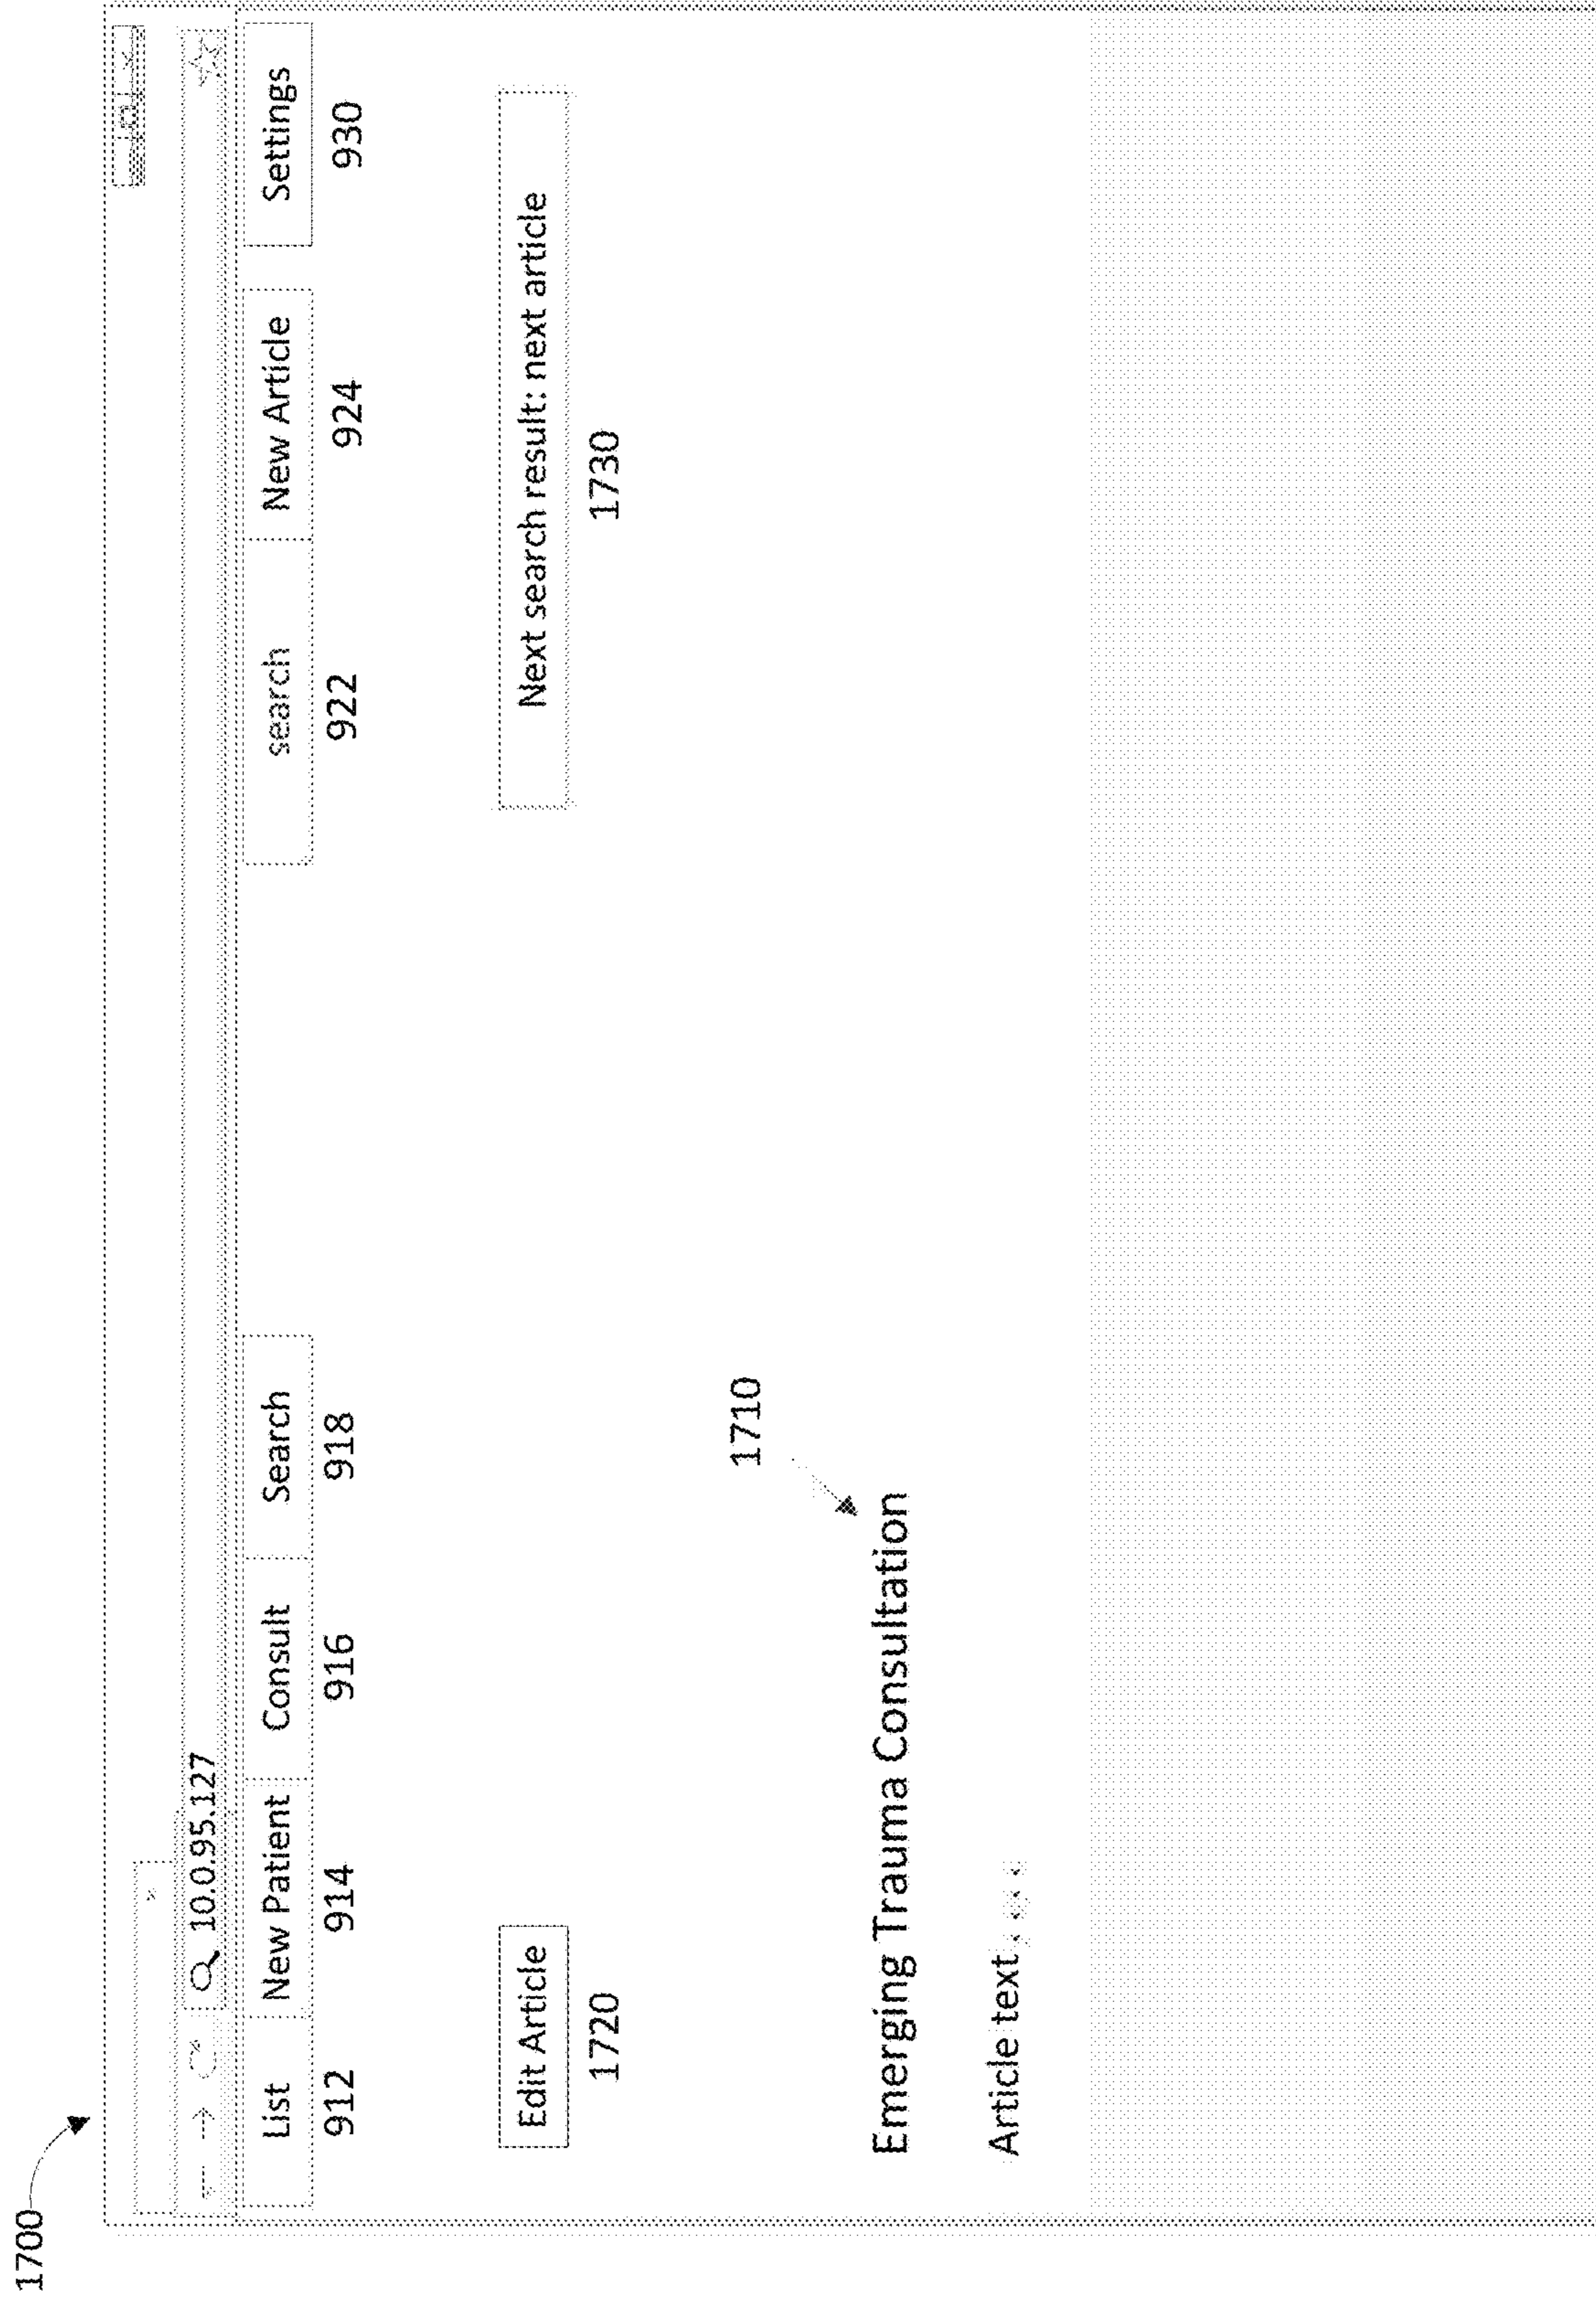 1700
10.0.95.127
List New Patient Consult Search search New Article Settings
912 914 916 918 922 924 930
Edit Article Next search result: next article
1720 1730
1710
Emerging Trauma Consultation
Article text . . . .